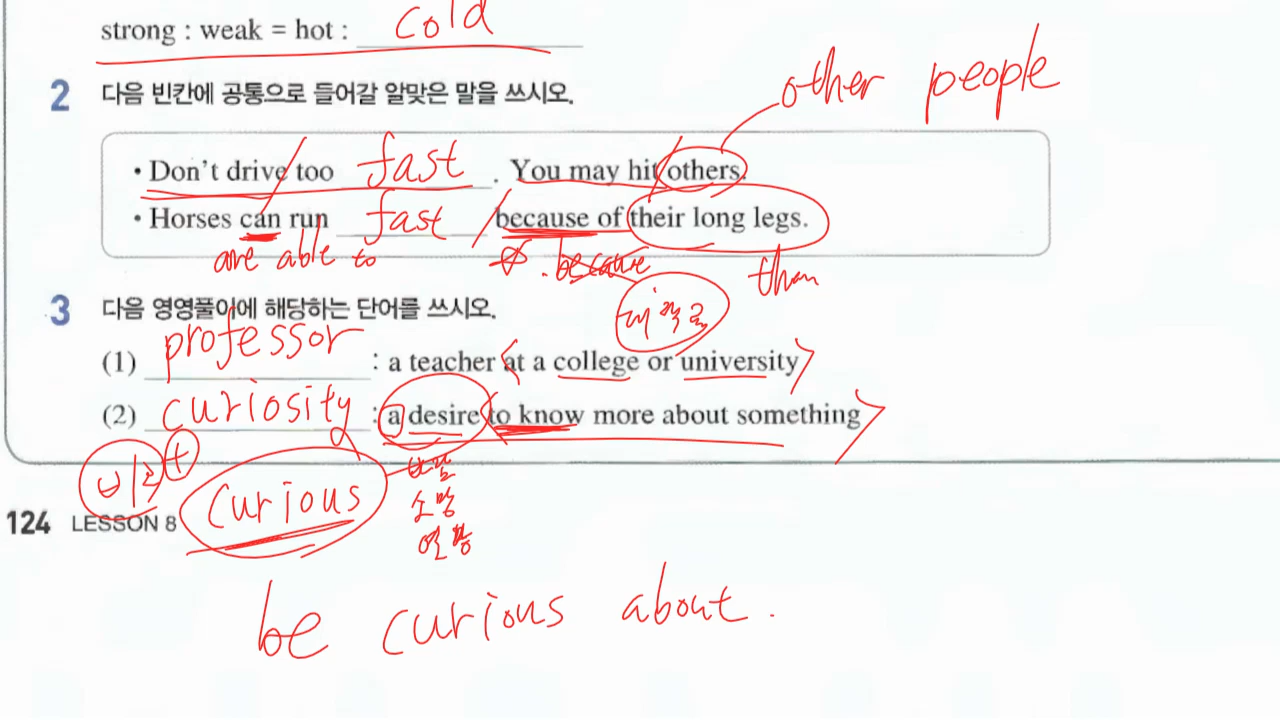 strong : weak = hot : cold
other people
2 다음 빈칸에 공통으로 들어갈 알맞은 말을 쓰시오.
• Don't drive too fast . You may hit others.
• Horses can run fast because of their long legs.
are able to . because than
3 다음 영영풀이에 해당하는 단어를 쓰시오.
(1) professor : a teacher at a college or university
(2) curiosity : a desire to know more about something
curious
소망
열망
124 LESSON 8
be curious about .